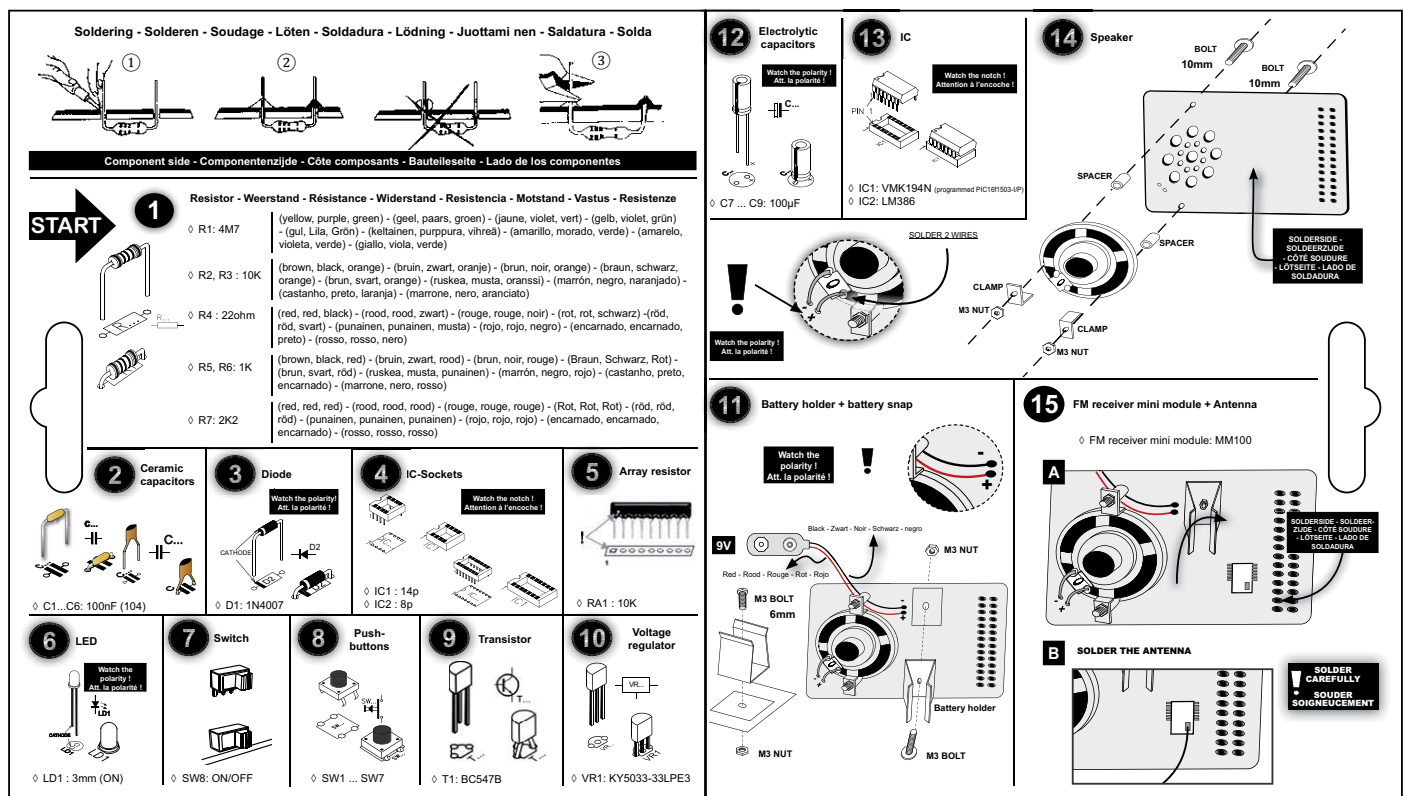 Soldering - Solderen - Soudage - Löten - Soldadura - Lödning - Juottami nen - Saldatura - Solda
1
2
3
Component side - Componentenzijde - Côte composants - Bauteileseite - Lado de los componentes
START
1
Resistor - Weerstand - Résistance - Widerstand - Resistencia - Motstand - Vastus - Resistenze
◊ R1: 4M7
(yellow, purple, green) - (geel, paars, groen) - (jaune, violet, vert) - (gelb, violet, grün)
- (gul, Lila, Grön) - (keltainen, purppura, vihreä) - (amarillo, morado, verde) - (amarelo,
violeta, verde) - (giallo, viola, verde)
◊ R2, R3 : 10K
(brown, black, orange) - (bruin, zwart, oranje) - (brun, noir, orange) - (braun, schwarz,
orange) - (brun, svart, orange) - (ruskea, musta, oranssi) - (marrón, negro, naranjado) -
(castanho, preto, laranja) - (marrone, nero, aranciato)
◊ R4 : 22ohm
(red, red, black) - (rood, rood, zwart) - (rouge, rouge, noir) - (rot, rot, schwarz) -(röd,
röd, svart) - (punainen, punainen, musta) - (rojo, rojo, negro) - (encarnado, encarnado,
preto) - (rosso, rosso, nero)
◊ R5, R6: 1K
(brown, black, red) - (bruin, zwart, rood) - (brun, noir, rouge) - (Braun, Schwarz, Rot) -
(brun, svart, röd) - (ruskea, musta, punainen) - (marrón, negro, rojo) - (castanho, preto,
encarnado) - (marrone, nero, rosso)
◊ R7: 2K2
(red, red, red) - (rood, rood, rood) - (rouge, rouge, rouge) - (Rot, Rot, Rot) - (röd, röd,
röd) - (punainen, punainen, punainen) - (rojo, rojo, rojo) - (encarnado, encarnado,
encarnado) - (rosso, rosso, rosso)
R...
R...
2
Ceramic
capacitors
C...
C...
◊ C1...C6: 100nF (104)
3
Diode
Watch the polarity!
Att. la polarité !
CATHODE
D2
D2
◊ D1: 1N4007
4
IC-Sockets
Watch the notch !
Attention à l'encoche !
◊ IC1 : 14p
◊ IC2 : 8p
5
Array resistor
!
◊ RA1 : 10K
6
LED
Watch the
polarity !
Att. la polarité !
LD1
CATHODE
◊ LD1 : 3mm (ON)
7
Switch
◊ SW8: ON/OFF
8
Push-
buttons
SW...
◊ SW1 ... SW7
9
Transistor
T...
◊ T1: BC547B
10
Voltage
regulator
VR...
VR1
◊ VR1: KY5033-33LPE3
12
Electrolytic
capacitors
Watch the polarity !
Att. la polarité !
C...
◊ C7 ... C9: 100µF
13
IC
Watch the notch !
Attention à l'encoche !
PIN 1
◊ IC1: VMK194N (programmed PIC16f1503-I/P)
◊ IC2: LM386
14
Speaker
BOLT
10mm
BOLT
10mm
SPACER
SPACER
SOLDERSIDE -
SOLDEERZIJDE
- CÔTÉ SOUDURE
- LÖTSEITE - LADO DE
SOLDADURA
CLAMP
M3 NUT
CLAMP
M3 NUT
SOLDER 2 WIRES
!
- +
Watch the polarity !
Att. la polarité !
11
Battery holder + battery snap
Watch the
polarity !
Att. la polarité !
!
-
+
Black - Zwart - Noir - Schwarz - negro
9V
Red - Rood - Rouge - Rot - Rojo
M3 NUT
M3 BOLT
6mm
-
+
- +
Battery holder
M3 NUT
M3 BOLT
15
FM receiver mini module + Antenna
◊ FM receiver mini module: MM100
A
SOLDERSIDE - SOLDEER-
ZIJDE - CÔTÉ SOUDURE
- LÖTSEITE - LADO DE
SOLDADURA
- +
B
SOLDER THE ANTENNA
!
SOLDER
CAREFULLY
SOUDER
SOIGNEUCEMENT